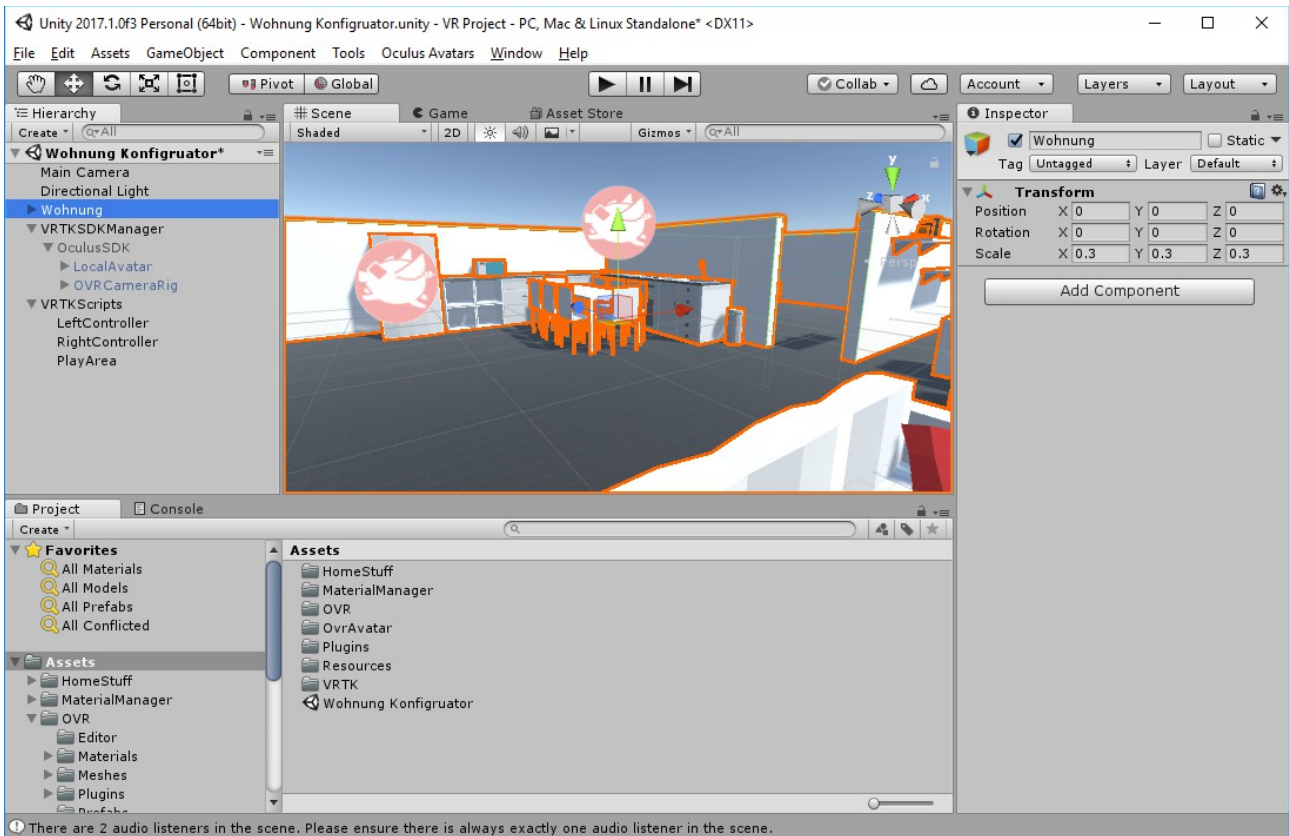 Unity 2017.1.0f3 Personal (64bit) - Wohnung Konfigruator.unity - VR Project - PC, Mac & Linux Standalone* <DX11>
File Edit Assets GameObject Component Tools Oculus Avatars Window Help
Pivot Global Collab Account Layers Layout
Hierarchy
Create All
Wohnung Konfigruator*
Main Camera
Directional Light
Wohnung
VRTKSDKManager
OculusSDK
LocalAvatar
OVRCameraRig
VRTKScripts
LeftController
RightController
PlayArea
Scene Game Asset Store
Shaded 2D Gizmos All
y
z x
Persp
Inspector
Wohnung Static
Tag Untagged Layer Default
Transform
Position X 0 Y 0 Z 0
Rotation X 0 Y 0 Z 0
Scale X 0.3 Y 0.3 Z 0.3
Add Component
Project Console
Create
Favorites
All Materials
All Models
All Prefabs
All Conflicted
Assets
HomeStuff
MaterialManager
OVR
Editor
Materials
Meshes
Plugins
Prefabs
Assets
HomeStuff
MaterialManager
OVR
OvrAvatar
Plugins
Resources
VRTK
Wohnung Konfigruator
There are 2 audio listeners in the scene. Please ensure there is always exactly one audio listener in the scene.